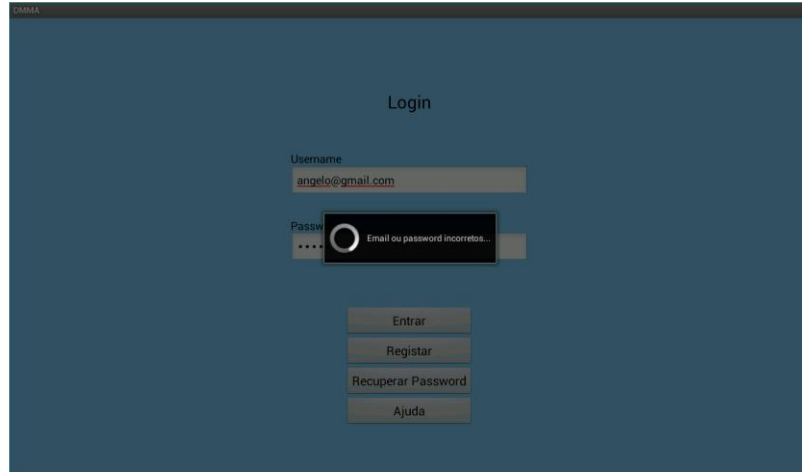 DMMA
Login
Username
angelo@gmail.com
Passw
Email ou password incorretos...
Entrar
Registar
Recuperar Password
Ajuda